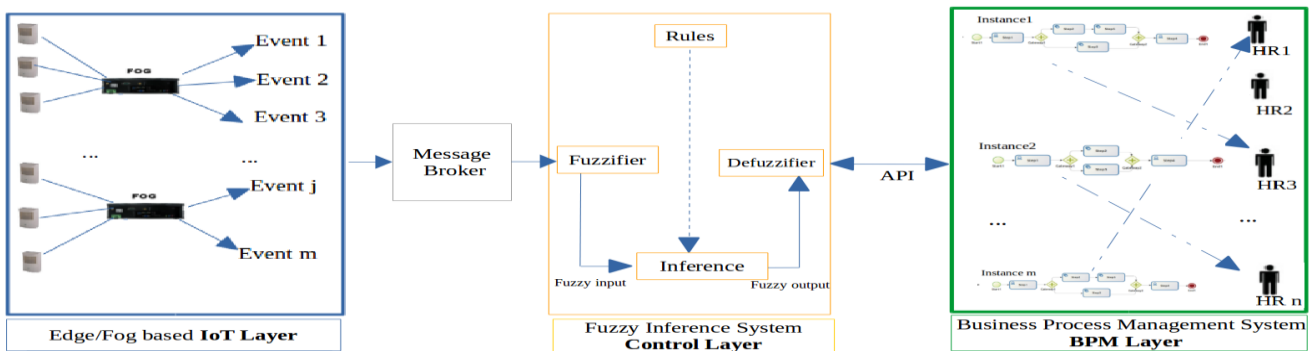 Event 1
FOG
Event 2
Event 3
...
...
Event j
FOG
Event m
Edge/Fog based IoT Layer
Message
Broker
Rules
Fuzzifier
Defuzzifier
Inference
Fuzzy input
Fuzzy output
Fuzzy Inference System
Control Layer
API
Instance1
HR1
HR2
Instance2
HR3
...
...
Instance m
HR n
Business Process Management System
BPM Layer